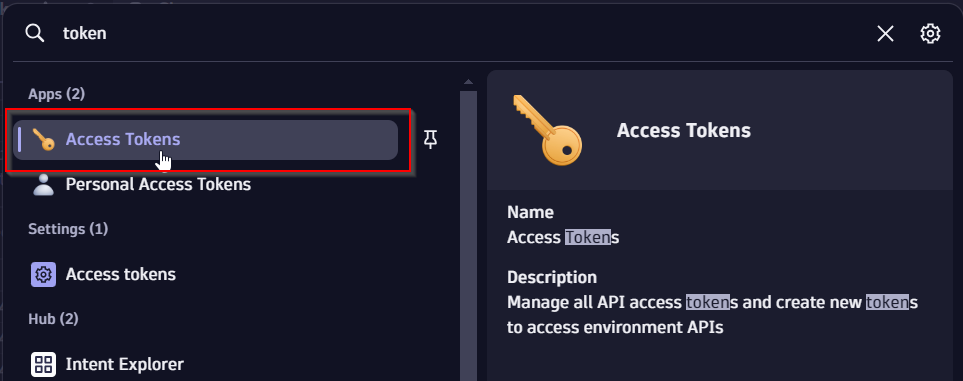 token
Apps (2)
Access Tokens
Personal Access Tokens
Settings (1)
Access tokens
Hub (2)
Intent Explorer
Access Tokens
Name
Access Tokens
Description
Manage all API access tokens and create new tokens
to access environment APIs